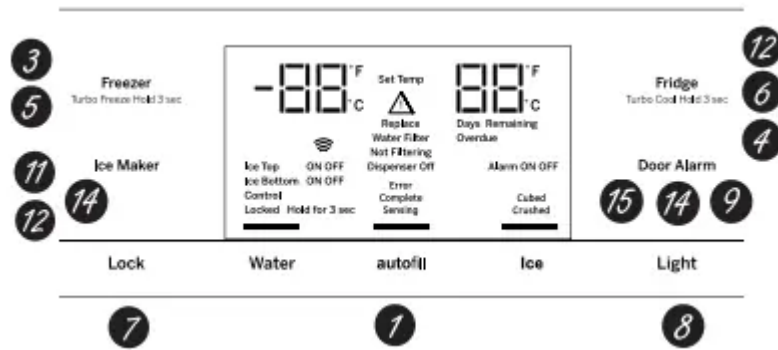 3
5
Freezer
Turbo Freeze Hold 3 sec
-88 °F
°C
Set Temp
Replace
Water Filter
Not Filtering
Dispenser Off
88 °F
°C
Days Remaining
Overdue
12
6
4
Fridge
Turbo Cool Hold 3 sec
11
12
14
Ice Maker
Ice Top ON OFF
Ice Bottom ON OFF
Control
Locked Hold for 3 sec
Error
Complete
Sensing
Alarm ON OFF
Cubed
Crushed
Door Alarm
15 14 9
Lock Water autofill Ice Light
7 1 8